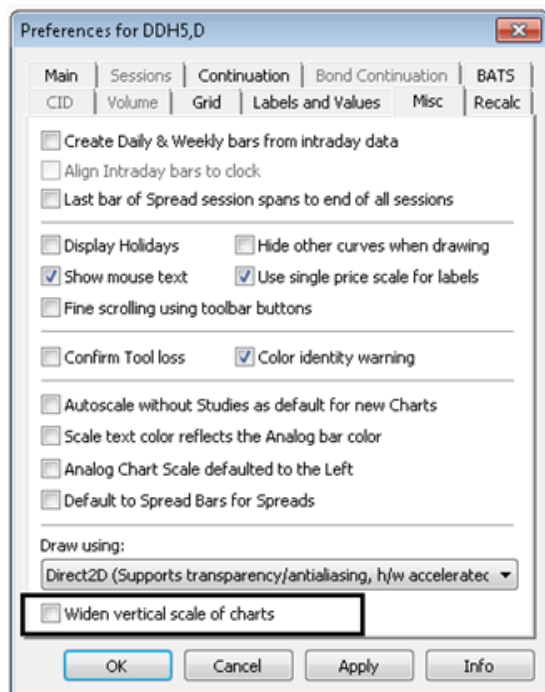 Preferences for DDH5,D
Main Sessions Continuation Bond Continuation BATS
CID Volume Grid Labels and Values Misc Recalc
Create Daily & Weekly bars from intraday data
Align Intraday bars to clock
Last bar of Spread session spans to end of all sessions
Display Holidays Hide other curves when drawing
Show mouse text Use single price scale for labels
Fine scrolling using toolbar buttons
Confirm Tool loss Color identity warning
Autoscale without Studies as default for new Charts
Scale text color reflects the Analog bar color
Analog Chart Scale defaulted to the Left
Default to Spread Bars for Spreads
Draw using:
Direct2D (Supports transparency/antialiasing, h/w acceleratec
Widen vertical scale of charts
OK Cancel Apply Info